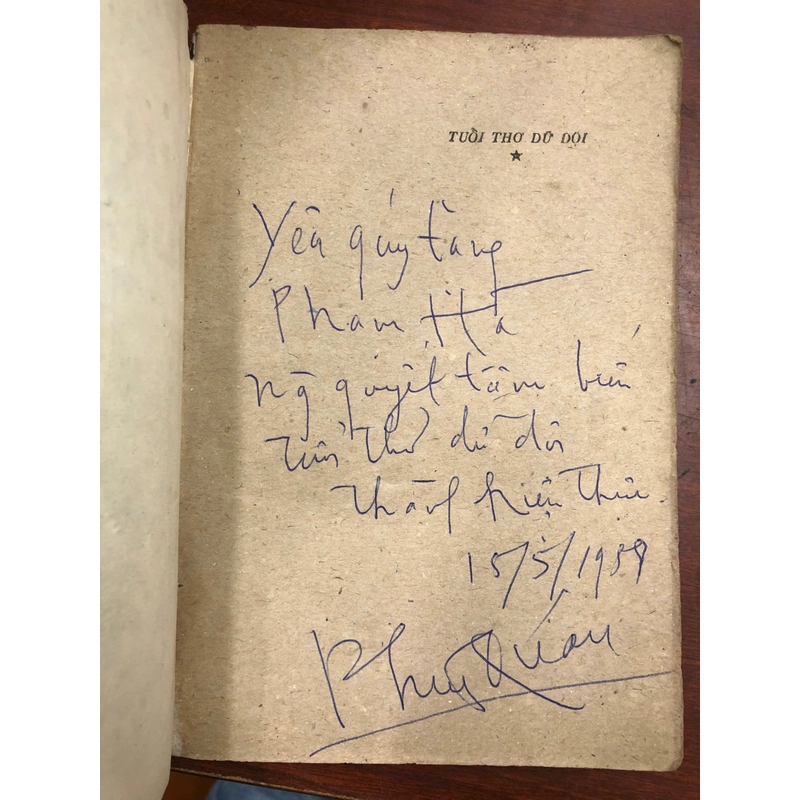 TUỔI THƠ DỮ DỘI
Yêu quý tặng
Phạm Hà
quyết tâm biến
tuổi thơ dữ dội
thành hiện thực.
15/5/1989
Phùng Quán